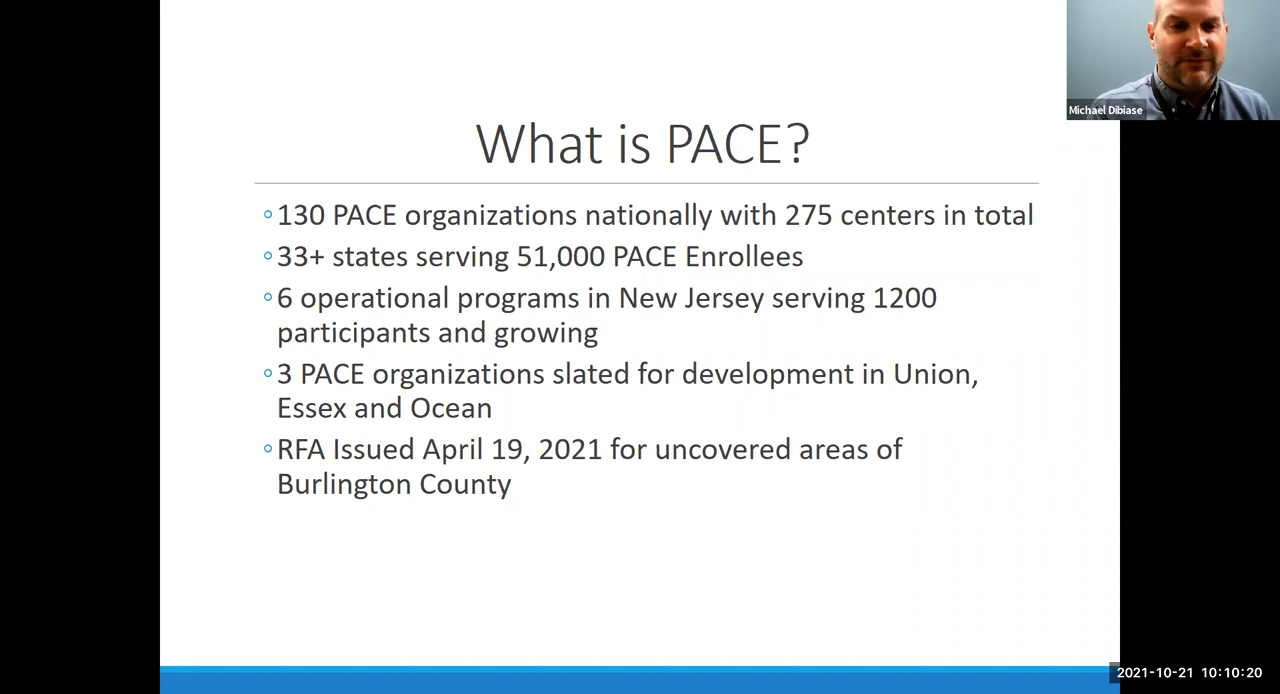 Michael Dibiase
What is PACE?
130 PACE organizations nationally with 275 centers in total
33+ states serving 51,000 PACE Enrollees
6 operational programs in New Jersey serving 1200
participants and growing
3 PACE organizations slated for development in Union,
Essex and Ocean
RFA Issued April 19, 2021 for uncovered areas of
Burlington County
2021-10-21 10:10:20